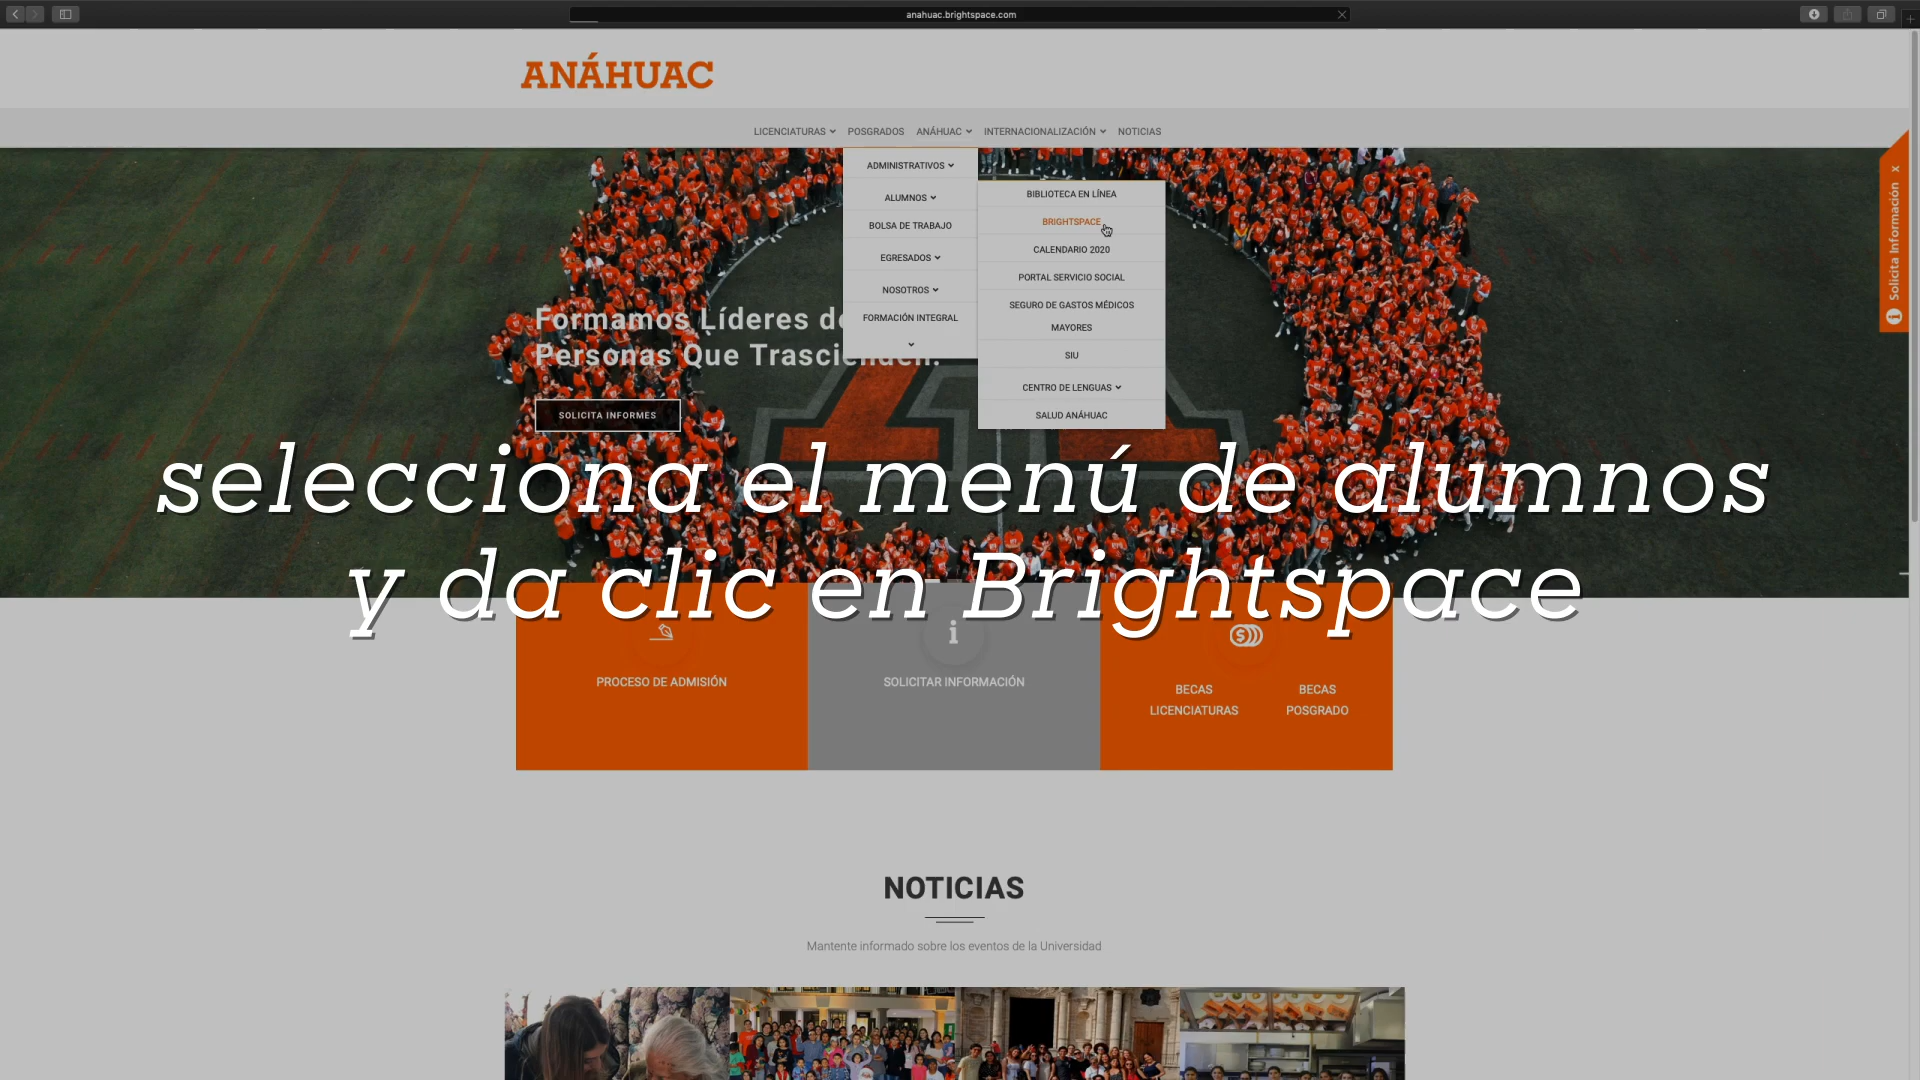 anahuac.brightspace.com
ANÁHUAC
LICENCIATURAS POSGRADOS ANÁHUAC INTERNACIONALIZACIÓN NOTICIAS
ADMINISTRATIVOS
ALUMNOS
BOLSA DE TRABAJO
EGRESADOS
NOSOTROS
FORMACIÓN INTEGRAL
BIBLIOTECA EN LÍNEA
BRIGHTSPACE
CALENDARIO 2020
PORTAL SERVICIO SOCIAL
SEGURO DE GASTOS MÉDICOS
MAYORES
SIU
CENTRO DE LENGUAS
SALUD ANÁHUAC
Solicita Información x
Formamos Líderes de
Personas Que Trascienden.
SOLICITA INFORMES
selecciona el menú de alumnos
y da clic en Brightspace
PROCESO DE ADMISIÓN
SOLICITAR INFORMACIÓN
BECAS
LICENCIATURAS
BECAS
POSGRADO
NOTICIAS
Mantente informado sobre los eventos de la Universidad